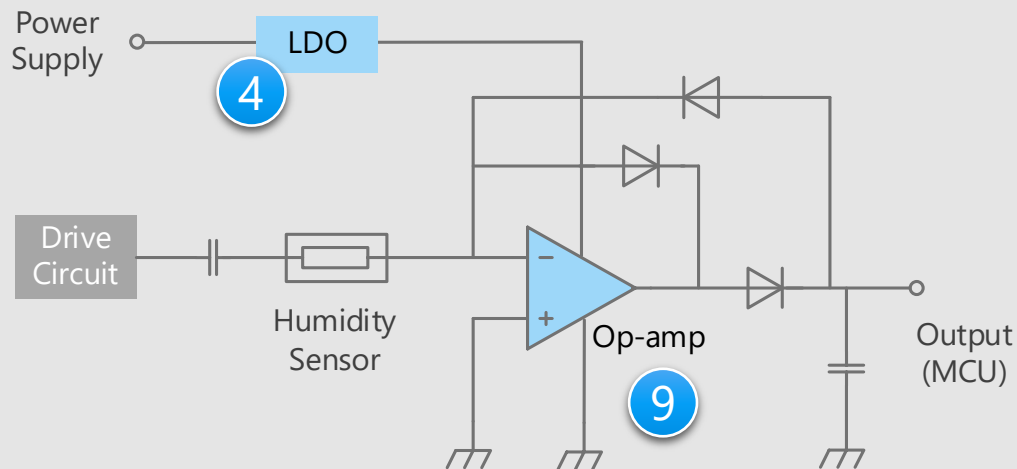 Power
Supply
LDO
4
Drive
Circuit
Humidity
Sensor
−
+
Op-amp
9
Output
(MCU)